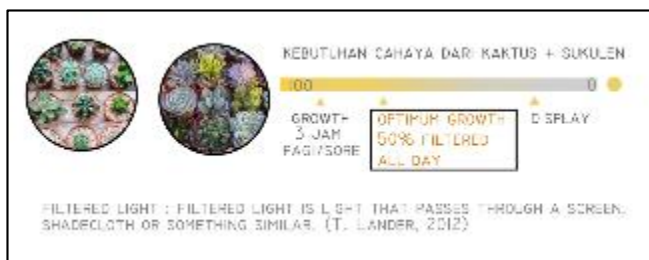 KEBUTUHAN CAHAYA DARI KAKTUS + SUKULEN
100 0
GROWTH
3 JAM
PAGI/SORE
OPTIMUM GROWTH
50% FILTERED
ALL DAY
DISPLAY
FILTERED LIGHT : FILTERED LIGHT IS LIGHT THAT PASSES THROUGH A SCREEN,
SHADECLOTH OR SOMETHING SIMILAR. (T. LANDER, 2012)